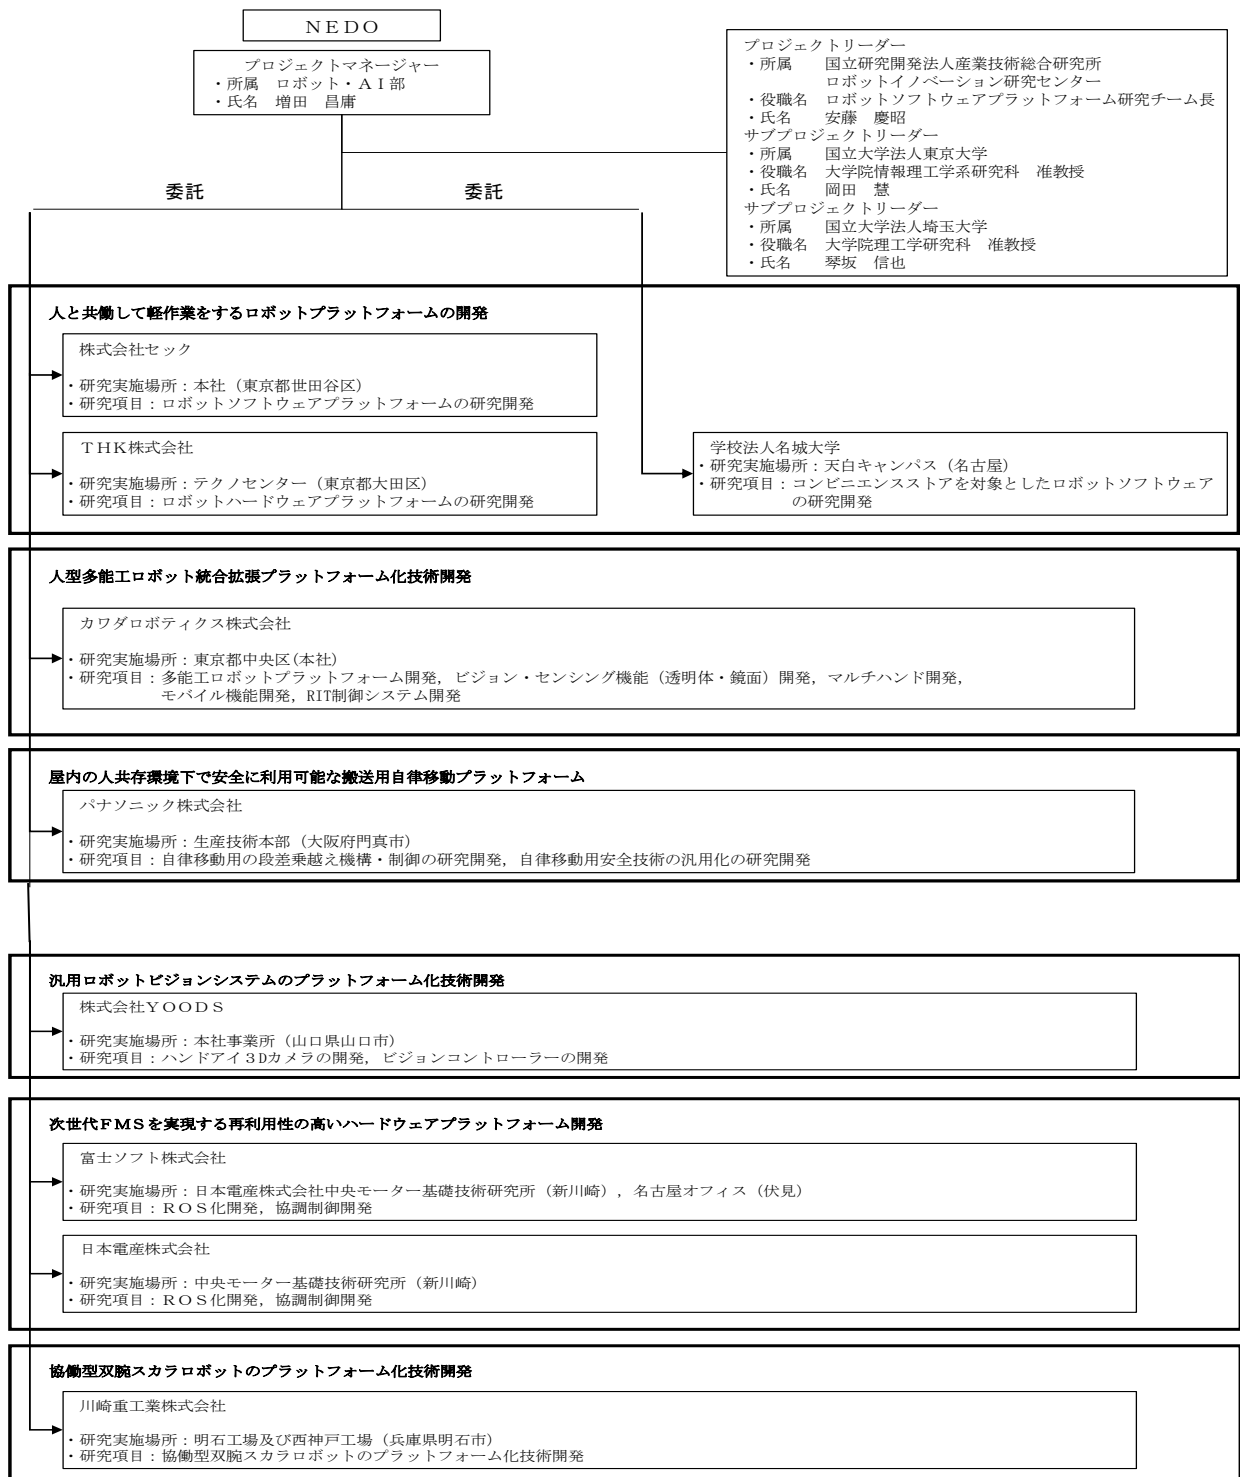 ＮＥＤＯ
プロジェクトマネージャー
・所属　ロボット・ＡＩ部
・氏名　増田　昌庸
プロジェクトリーダー
・所属　　国立研究開発法人産業技術総合研究所
ロボットイノベーション研究センター
・役職名　ロボットソフトウェアプラットフォーム研究チーム長
・氏名　　安藤　慶昭
サブプロジェクトリーダー
・所属　　国立大学法人東京大学
・役職名　大学院情報理工学系研究科　准教授
・氏名　　岡田　慧
サブプロジェクトリーダー
・所属　　国立大学法人埼玉大学
・役職名　大学院理工学研究科　准教授
・氏名　　琴坂　信也
委託
委託
人と共働して軽作業をするロボットプラットフォームの開発
株式会社セック
・研究実施場所：本社（東京都世田谷区）
・研究項目：ロボットソフトウェアプラットフォームの研究開発
ＴＨＫ株式会社
・研究実施場所：テクノセンター（東京都大田区）
・研究項目：ロボットハードウェアプラットフォームの研究開発
学校法人名城大学
・研究実施場所：天白キャンパス（名古屋）
・研究項目：コンビニエンスストアを対象としたロボットソフトウェア
の研究開発
人型多能工ロボット統合拡張プラットフォーム化技術開発
カワダロボティクス株式会社
・研究実施場所：東京都中央区(本社)
・研究項目：多能工ロボットプラットフォーム開発，ビジョン・センシング機能（透明体・鏡面）開発，マルチハンド開発，
モバイル機能開発，RIT制御システム開発
屋内の人共存環境下で安全に利用可能な搬送用自律移動プラットフォーム
パナソニック株式会社
・研究実施場所：生産技術本部（大阪府門真市）
・研究項目：自律移動用の段差乗越え機構・制御の研究開発，自律移動用安全技術の汎用化の研究開発
汎用ロボットビジョンシステムのプラットフォーム化技術開発
株式会社ＹＯＯＤＳ
・研究実施場所：本社事業所（山口県山口市）
・研究項目：ハンドアイ３Dカメラの開発，ビジョンコントローラーの開発
次世代ＦＭＳを実現する再利用性の高いハードウェアプラットフォーム開発
富士ソフト株式会社
・研究実施場所：日本電産株式会社中央モーター基礎技術研究所（新川崎），名古屋オフィス（伏見）
・研究項目：ＲＯＳ化開発，協調制御開発
日本電産株式会社
・研究実施場所：中央モーター基礎技術研究所（新川崎）
・研究項目：ＲＯＳ化開発，協調制御開発
協働型双腕スカラロボットのプラットフォーム化技術開発
川崎重工業株式会社
・研究実施場所：明石工場及び西神戸工場（兵庫県明石市）
・研究項目：協働型双腕スカラロボットのプラットフォーム化技術開発